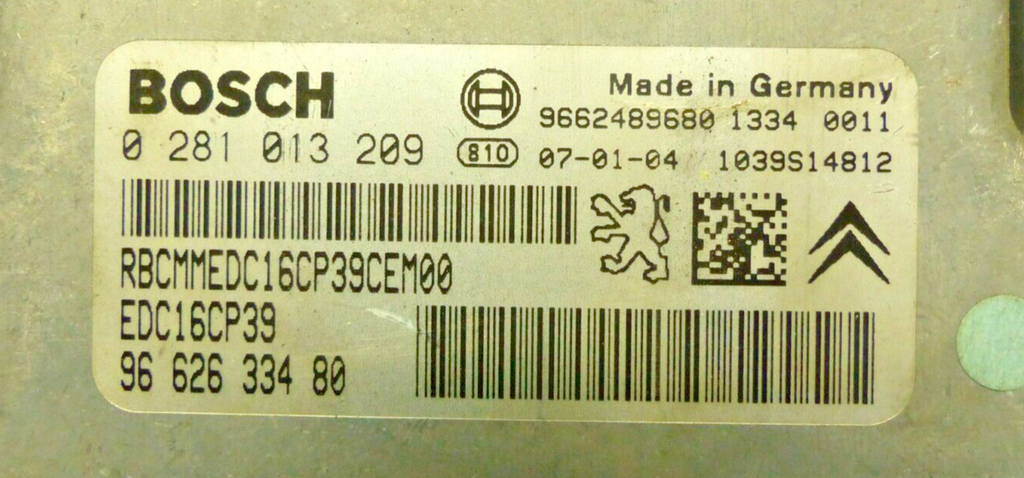 BOSCH
Made in Germany
9662489680 1334 0011
0 281 013 209
810
07-01-04 1039S14812
RBCMMEDC16CP39CEM00
EDC16CP39
96 626 334 80